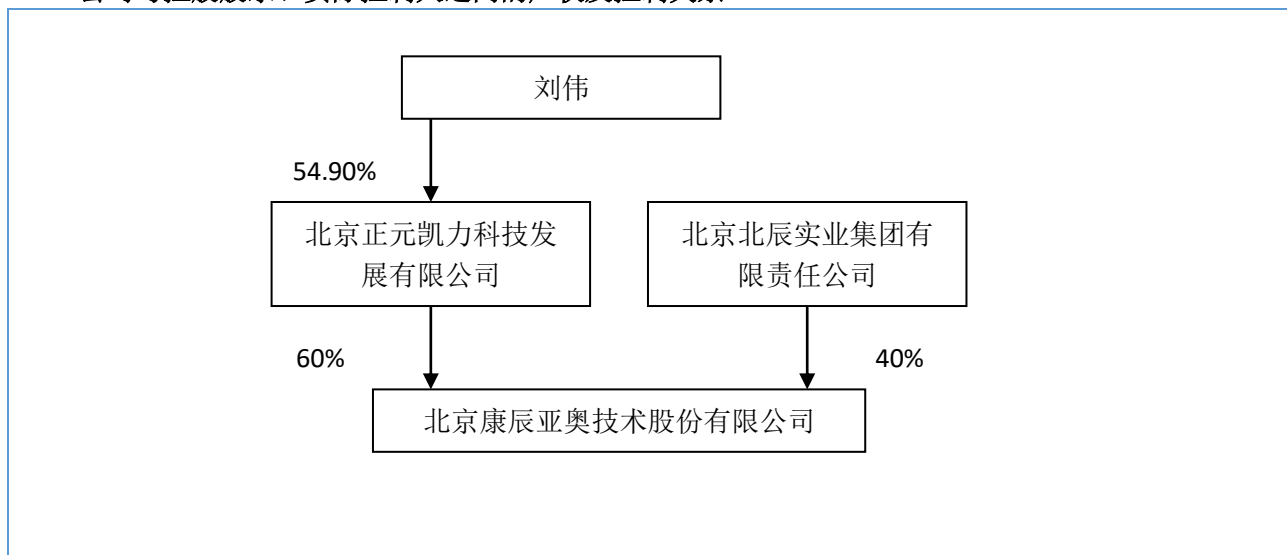 刘伟
54.90%
北京正元凯力科技发
展有限公司
北京北辰实业集团有
限责任公司
60%
40%
北京康辰亚奥技术股份有限公司